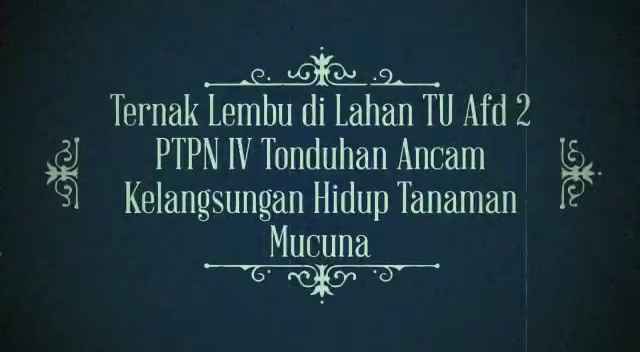 Ternak Lembu di Lahan TU Afd 2
PTPN IV Tonduhan Ancam
Kelangsungan Hidup Tanaman
Mucuna